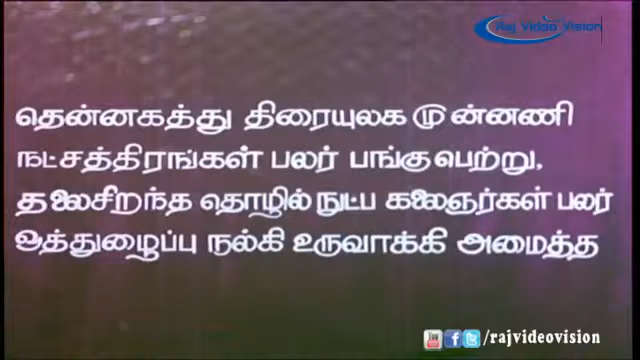 Raj Video Vision
தென்னகத்து திரையுலக முன்னணி
நட்சத்திரங்கள் பலர் பங்குபெற்று,
தலைசிறந்த தொழில் நுட்ப கலைஞர்கள் பலர்
ஒத்துழைப்பு நல்கி உருவாக்கி அமைத்த
/rajvideovision